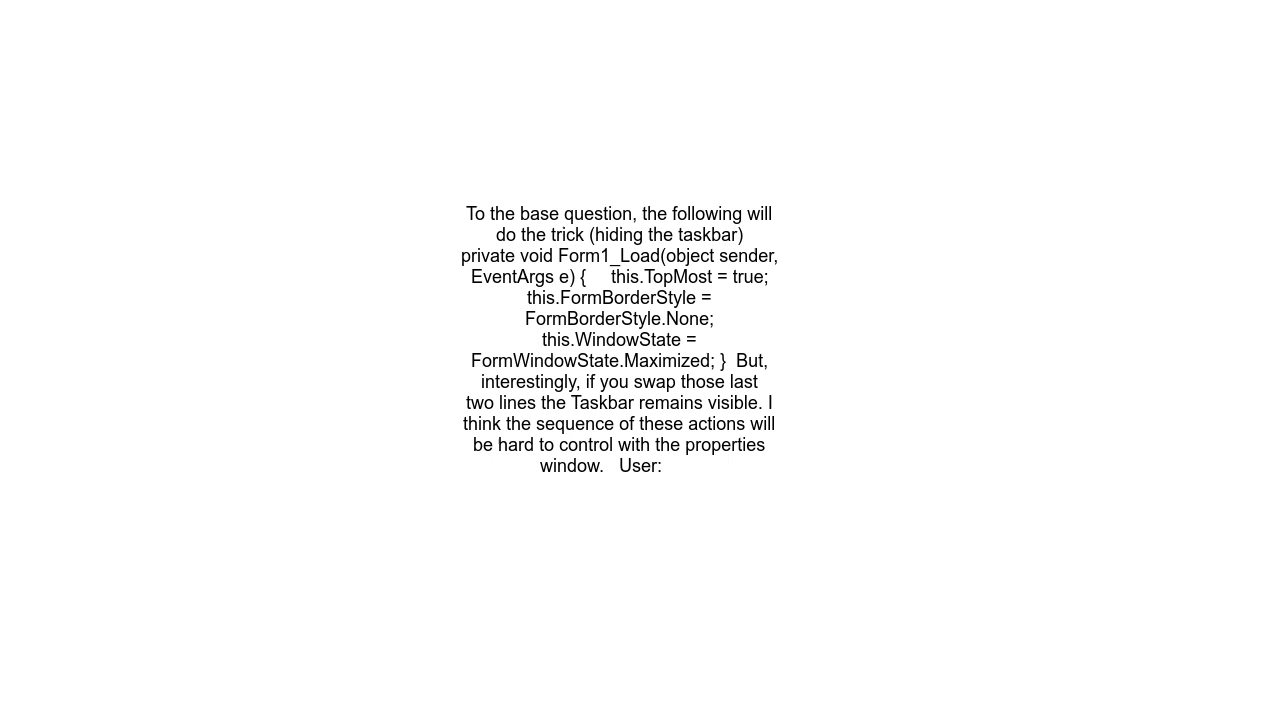 To the base question, the following will
do the trick (hiding the taskbar)
private void Form1_Load(object sender,
EventArgs e) {     this.TopMost = true;
this.FormBorderStyle =
FormBorderStyle.None;
this.WindowState =
FormWindowState.Maximized; }  But,
interestingly, if you swap those last
two lines the Taskbar remains visible. I
think the sequence of these actions will
be hard to control with the properties
window.   User: